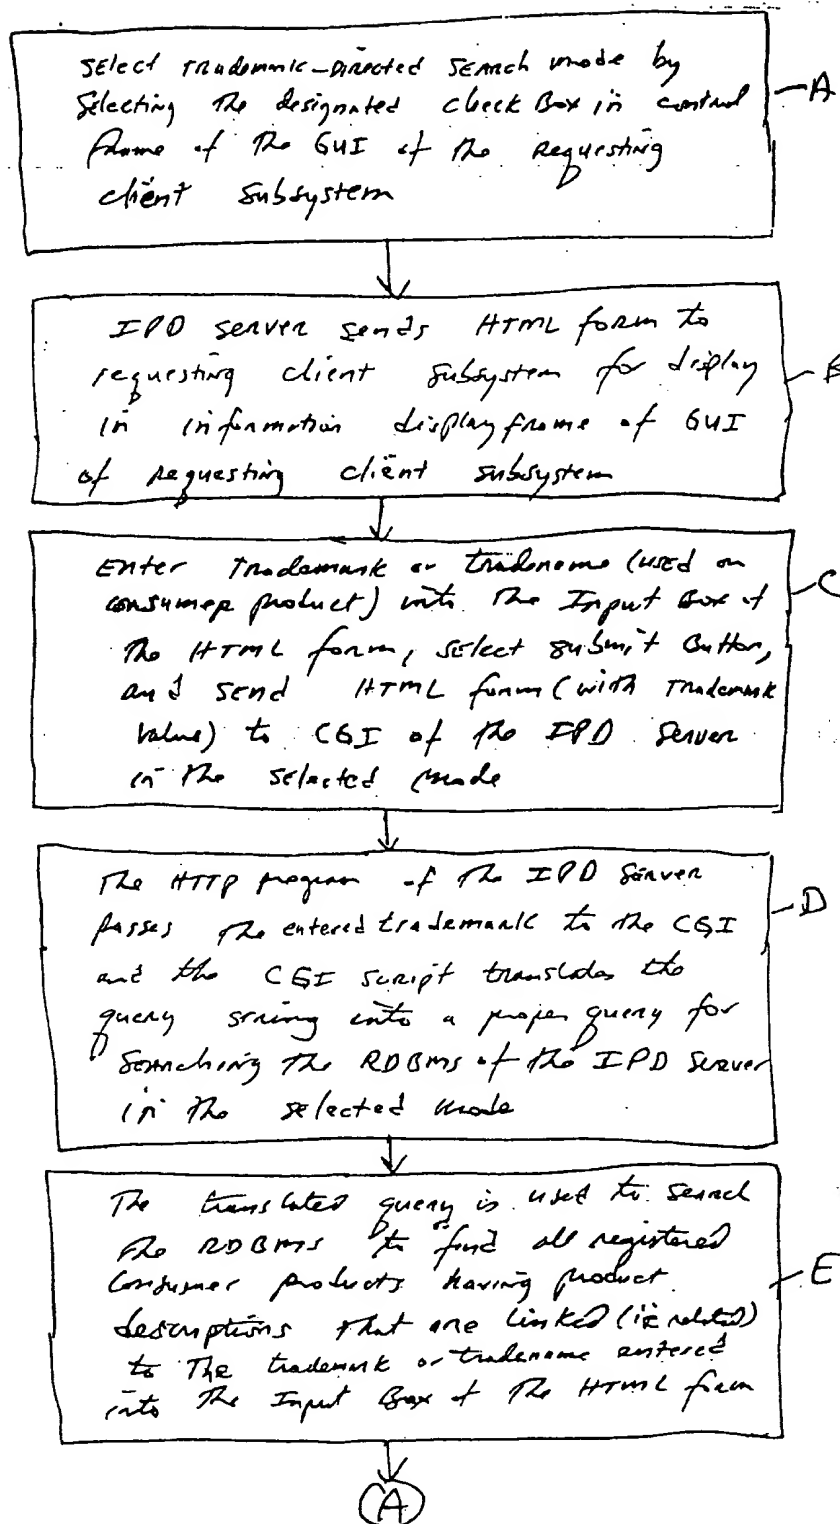 Select Trademark-Directed Search mode by
Selecting the designated check Box in control
frame of the GUI of the requesting
client subsystem
A
IPD server sends HTML form to
requesting client subsystem for display
in information display frame of GUI
of requesting client subsystem
B
Enter Trademark or tradename (used on
consumer product) into the Input Box of
the HTML form, select submit Button,
and send HTML form (with Trademark
value) to CGI of the IPD Server
in the selected mode
C
The HTTP program of the IPD Server
passes the entered trademark to the CGI
and the CGI script translates the
query string into a proper query for
Searching the RDBMS of the IPD Server
in the selected mode
D
The translated query is used to search
the RDBMS to find all registered
Consumer products having product
descriptions that are linked (ie related)
to the trademark or tradename entered
into the Input Box of the HTML form
E
A